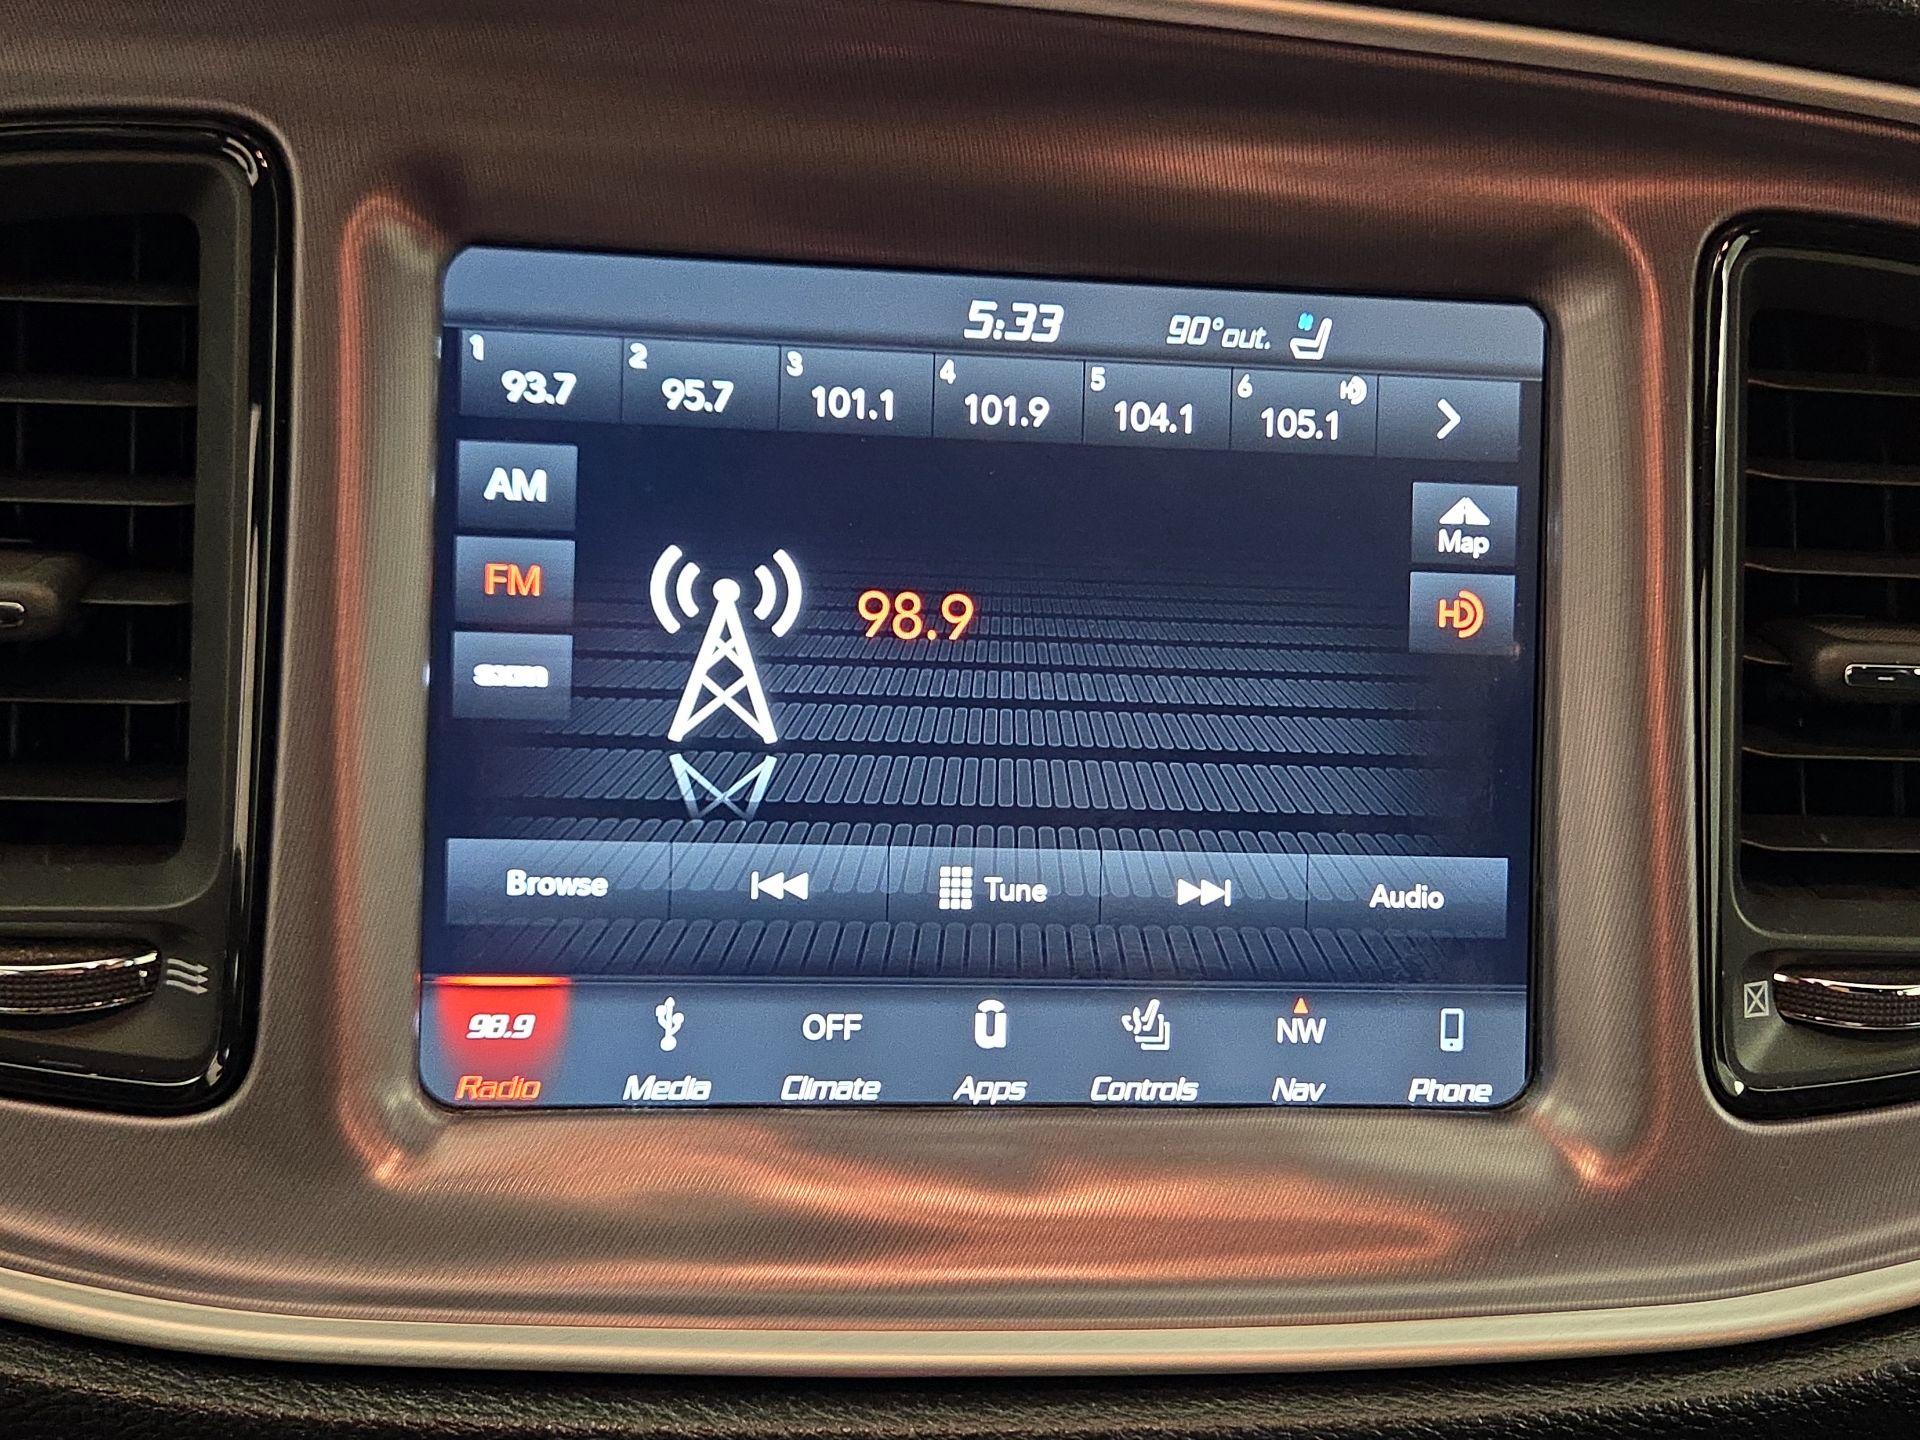 5:33 90°out.
1 2 3 4 5 6 HD
93.7 95.7 101.1 101.9 104.1 105.1
AM
Map
FM 98.9 HD
Browse Tune Audio
98.9 OFF u NW
Radio Media Climate Apps Controls Nav Phone